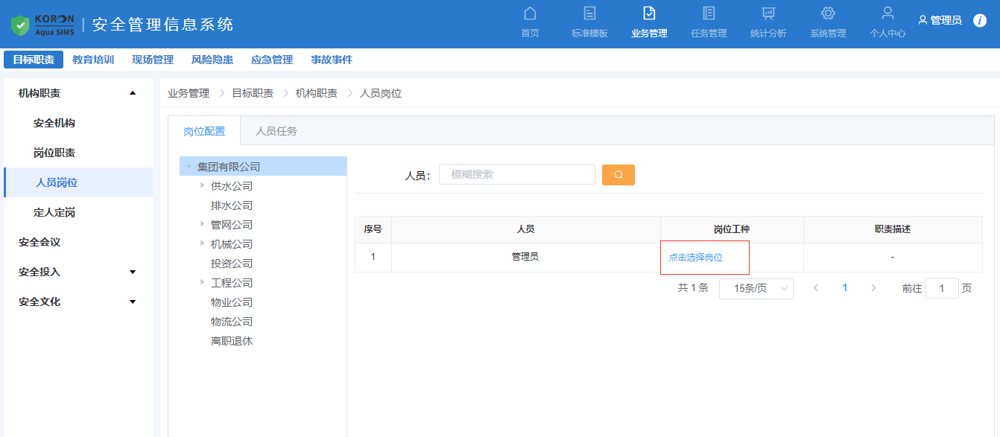 KORON
Aqua SIMS
安全管理信息系统
首页
标准模板
业务管理
任务管理
统计分析
系统管理
个人中心
管理员
目标职责
教育培训
现场管理
风险隐患
应急管理
事故事件
机构职责
安全机构
岗位职责
人员岗位
定人定岗
安全会议
安全投入
安全文化
业务管理 > 目标职责 > 机构职责 > 人员岗位
岗位配置
人员任务
集团有限公司
供水公司
排水公司
管网公司
机械公司
投资公司
工程公司
物业公司
物流公司
离职退休
人员：
模糊搜索
序号 人员 岗位工种 职责描述
1 管理员 点击选择岗位 -
共 1 条 15条/页 < 1 > 前往 1 页